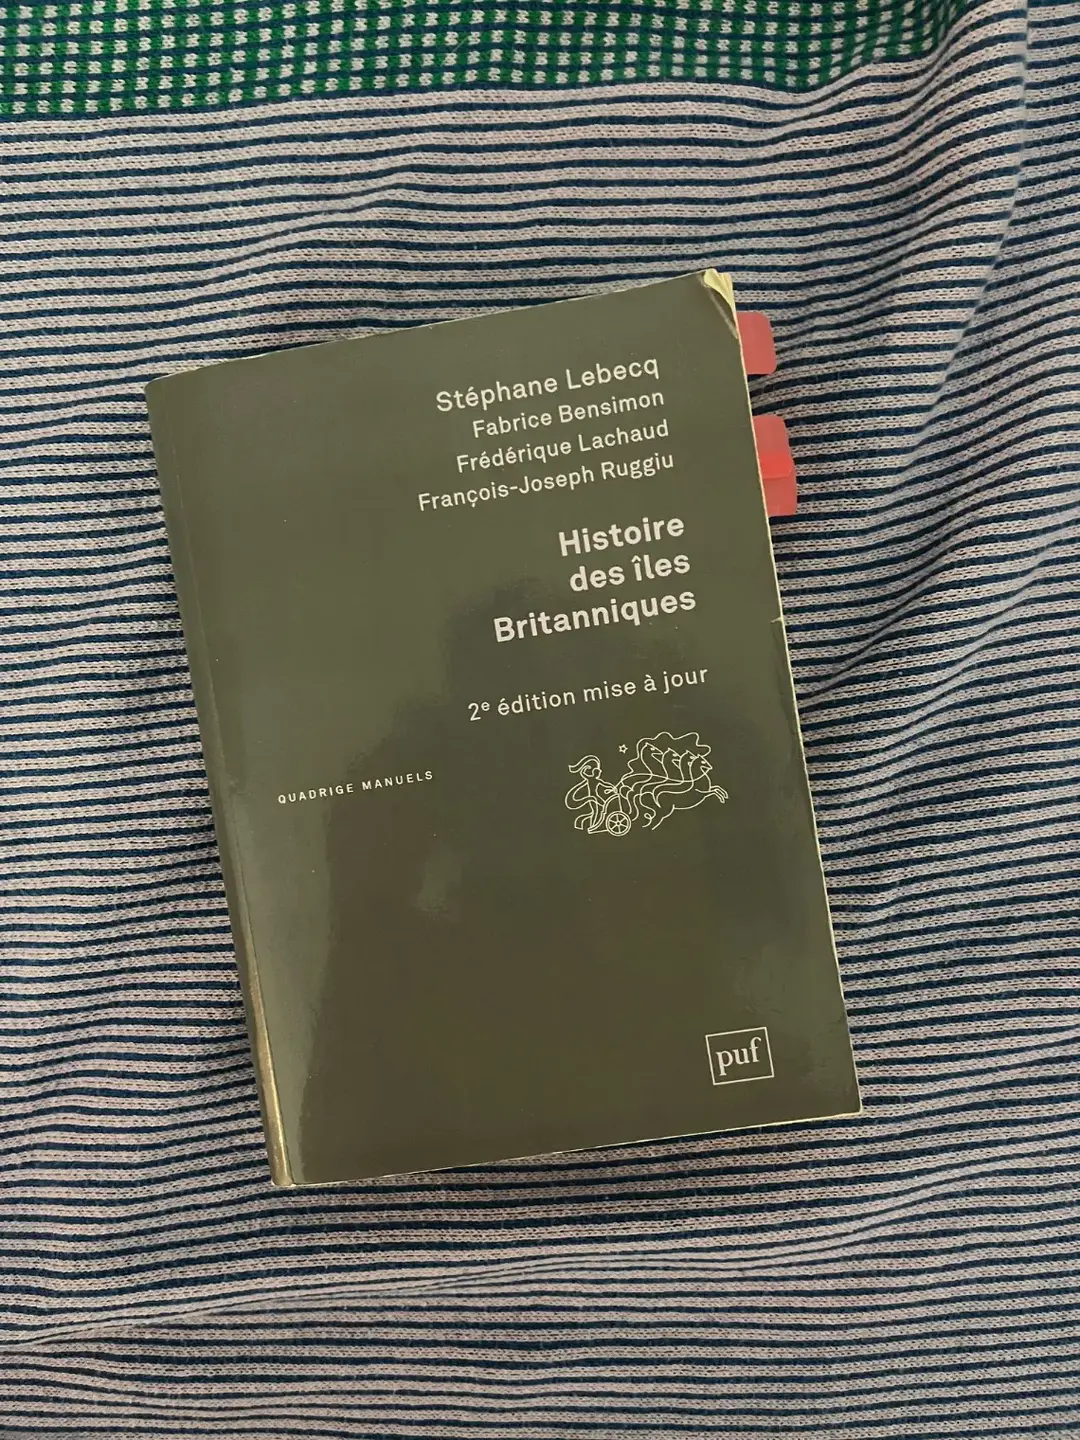 Stéphane Lebecq
Fabrice Bensimon
Frédérique Lachaud
François-Joseph Ruggiu
Histoire
des îles
Britanniques
2e édition mise à jour
QUADRIGE MANUELS
puf